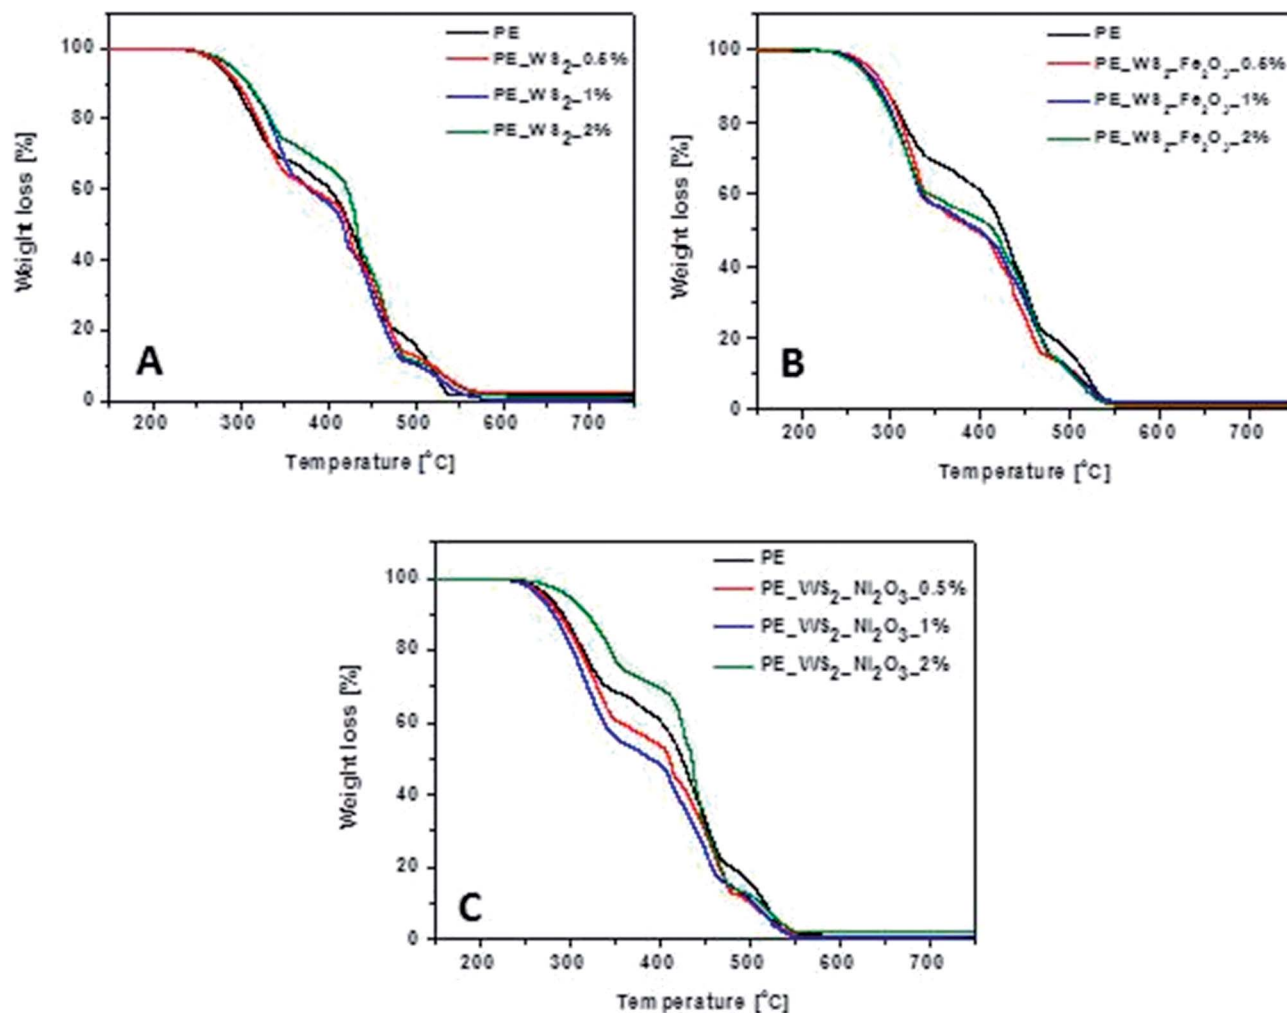 PE
PE_WS2_0.5%
PE_WS2_1%
PE_WS2_2%
100
80
60
40
20
0
Weight loss [%]
A
200 300 400 500 600 700
Temperature [°C]
PE
PE_WS2_Fe2O3_0.5%
PE_WS2_Fe2O3_1%
PE_WS2_Fe2O3_2%
100
80
60
40
20
0
Weight loss [%]
B
200 300 400 500 600 700
Temperature [°C]
PE
PE_WS2_Ni2O3_0.5%
PE_WS2_Ni2O3_1%
PE_WS2_Ni2O3_2%
100
80
60
40
20
0
Weight loss [%]
C
200 300 400 500 600 700
Temperature [°C]